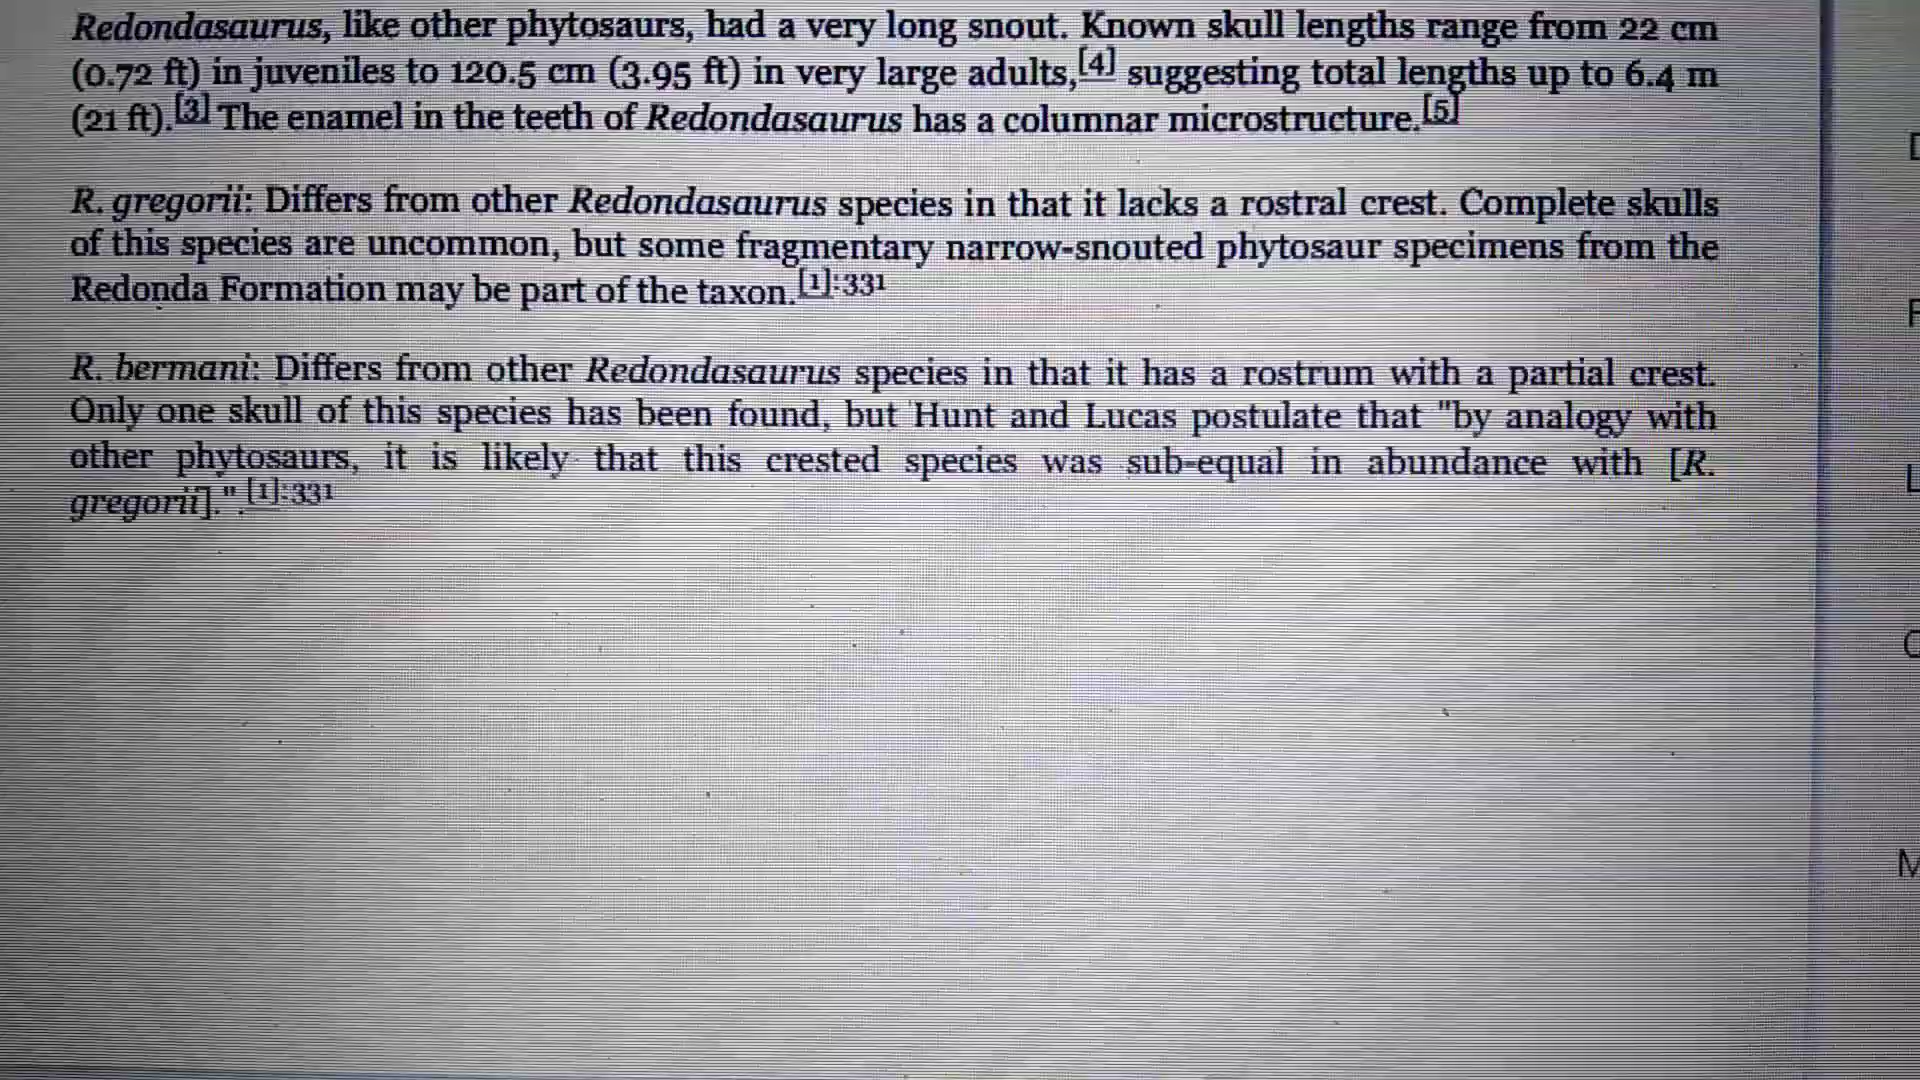 Redondasaurus, like other phytosaurs, had a very long snout. Known skull lengths range from 22 cm
(0.72 ft) in juveniles to 120.5 cm (3.95 ft) in very large adults,[4] suggesting total lengths up to 6.4 m
(21 ft).[3] The enamel in the teeth of Redondasaurus has a columnar microstructure.[5]
R. gregorii: Differs from other Redondasaurus species in that it lacks a rostral crest. Complete skulls
of this species are uncommon, but some fragmentary narrow-snouted phytosaur specimens from the
Redonda Formation may be part of the taxon.[1]:331
R. bermani: Differs from other Redondasaurus species in that it has a rostrum with a partial crest.
Only one skull of this species has been found, but Hunt and Lucas postulate that "by analogy with
other phytosaurs, it is likely that this crested species was sub-equal in abundance with [R.
gregorii].".[1]:331